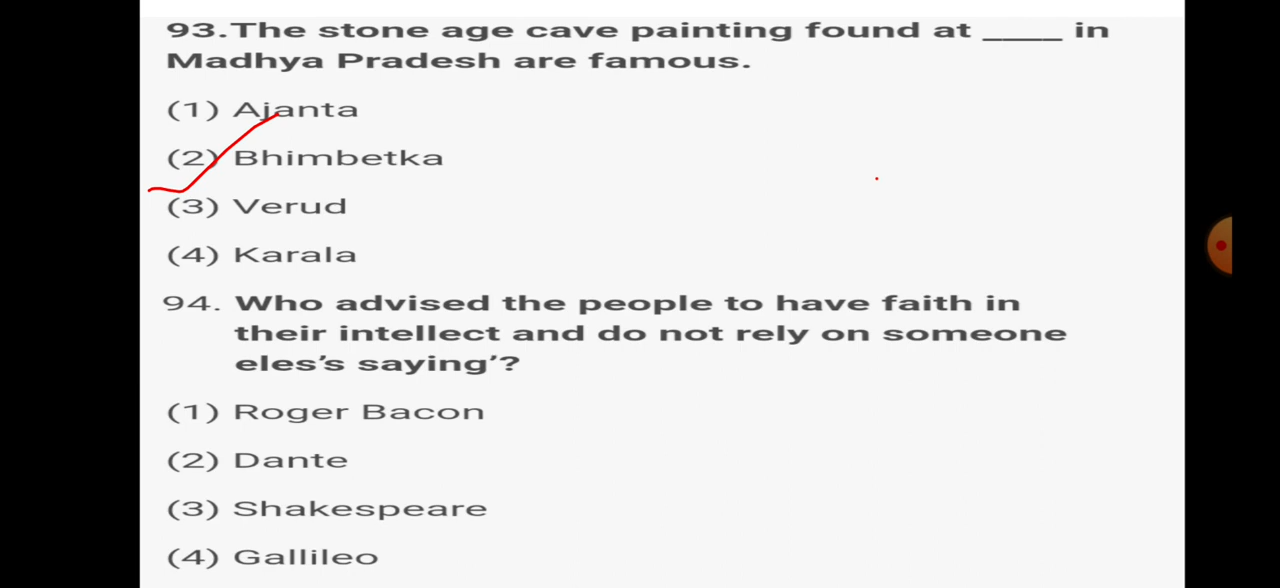 93.The stone age cave painting found at ____ in
Madhya Pradesh are famous.
(1) Ajanta
(2) Bhimbetka
(3) Verud
(4) Karala
94. Who advised the people to have faith in
their intellect and do not rely on someone
eles’s saying’?
(1) Roger Bacon
(2) Dante
(3) Shakespeare
(4) Gallileo